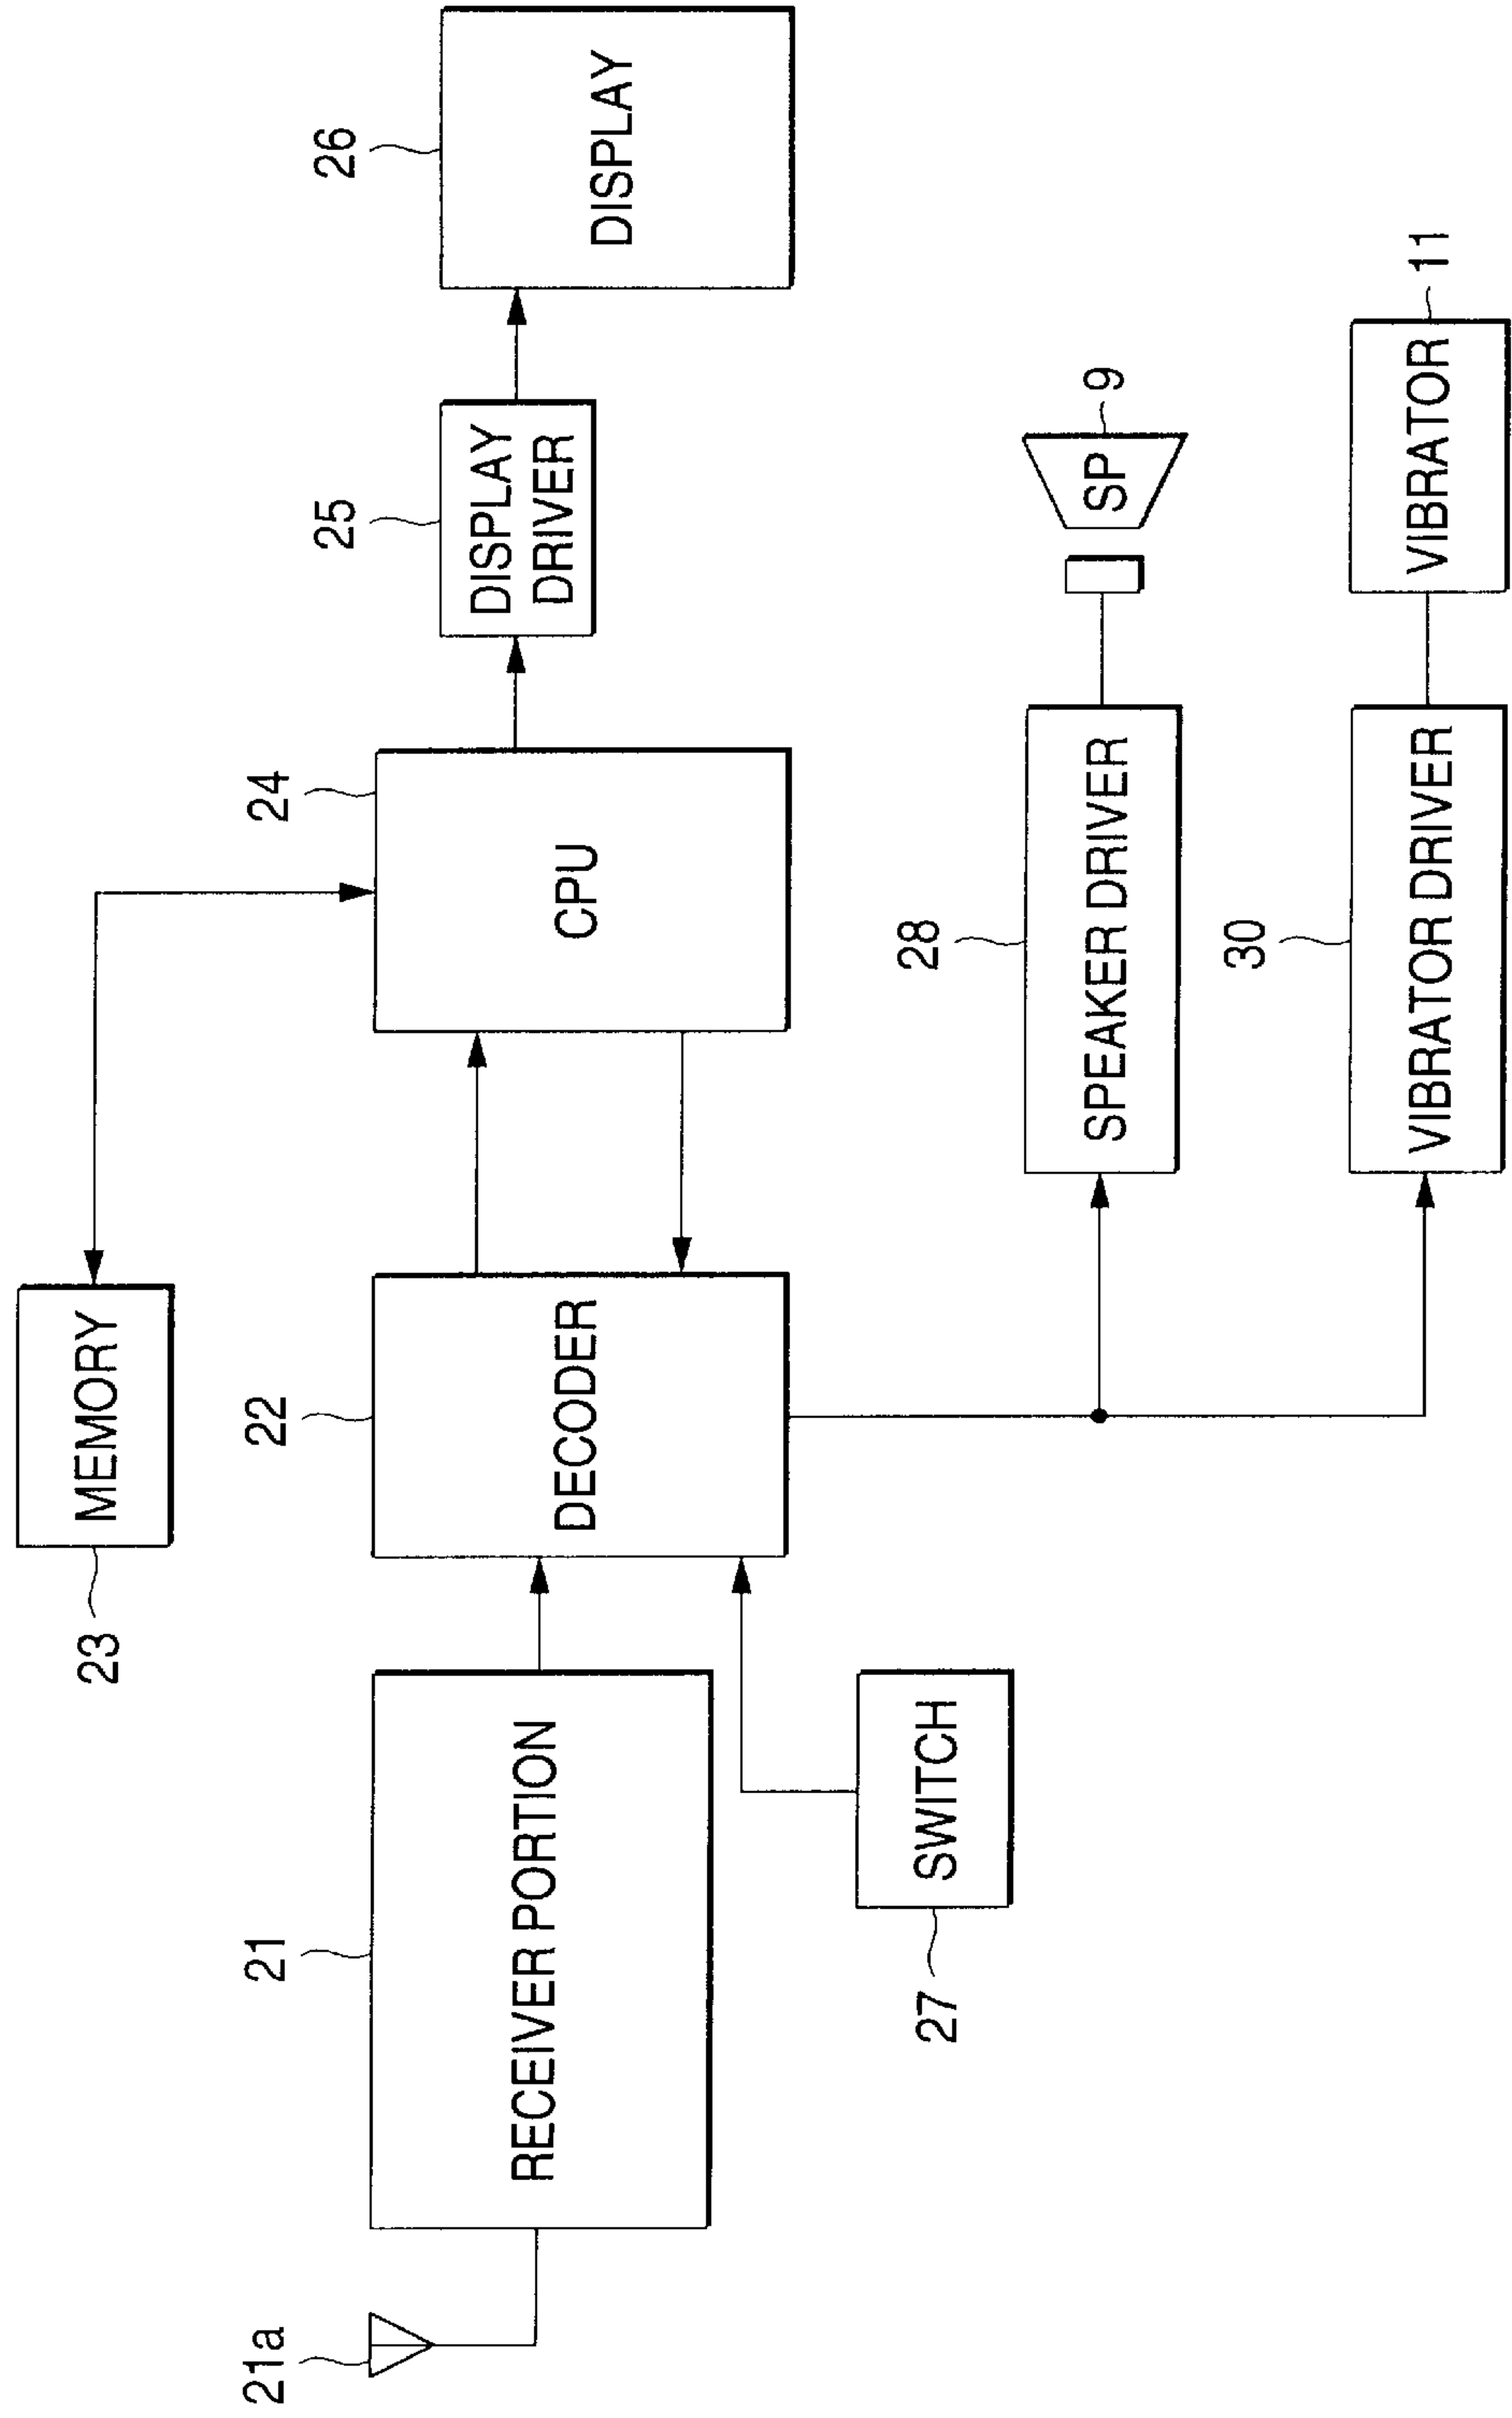 23
MEMORY
21a
21
RECEIVER PORTION
22
DECODER
24
CPU
25
DISPLAY
DRIVER
26
DISPLAY
27
SWITCH
28
SPEAKER DRIVER
SP
9
30
VIBRATOR DRIVER
VIBRATOR
11